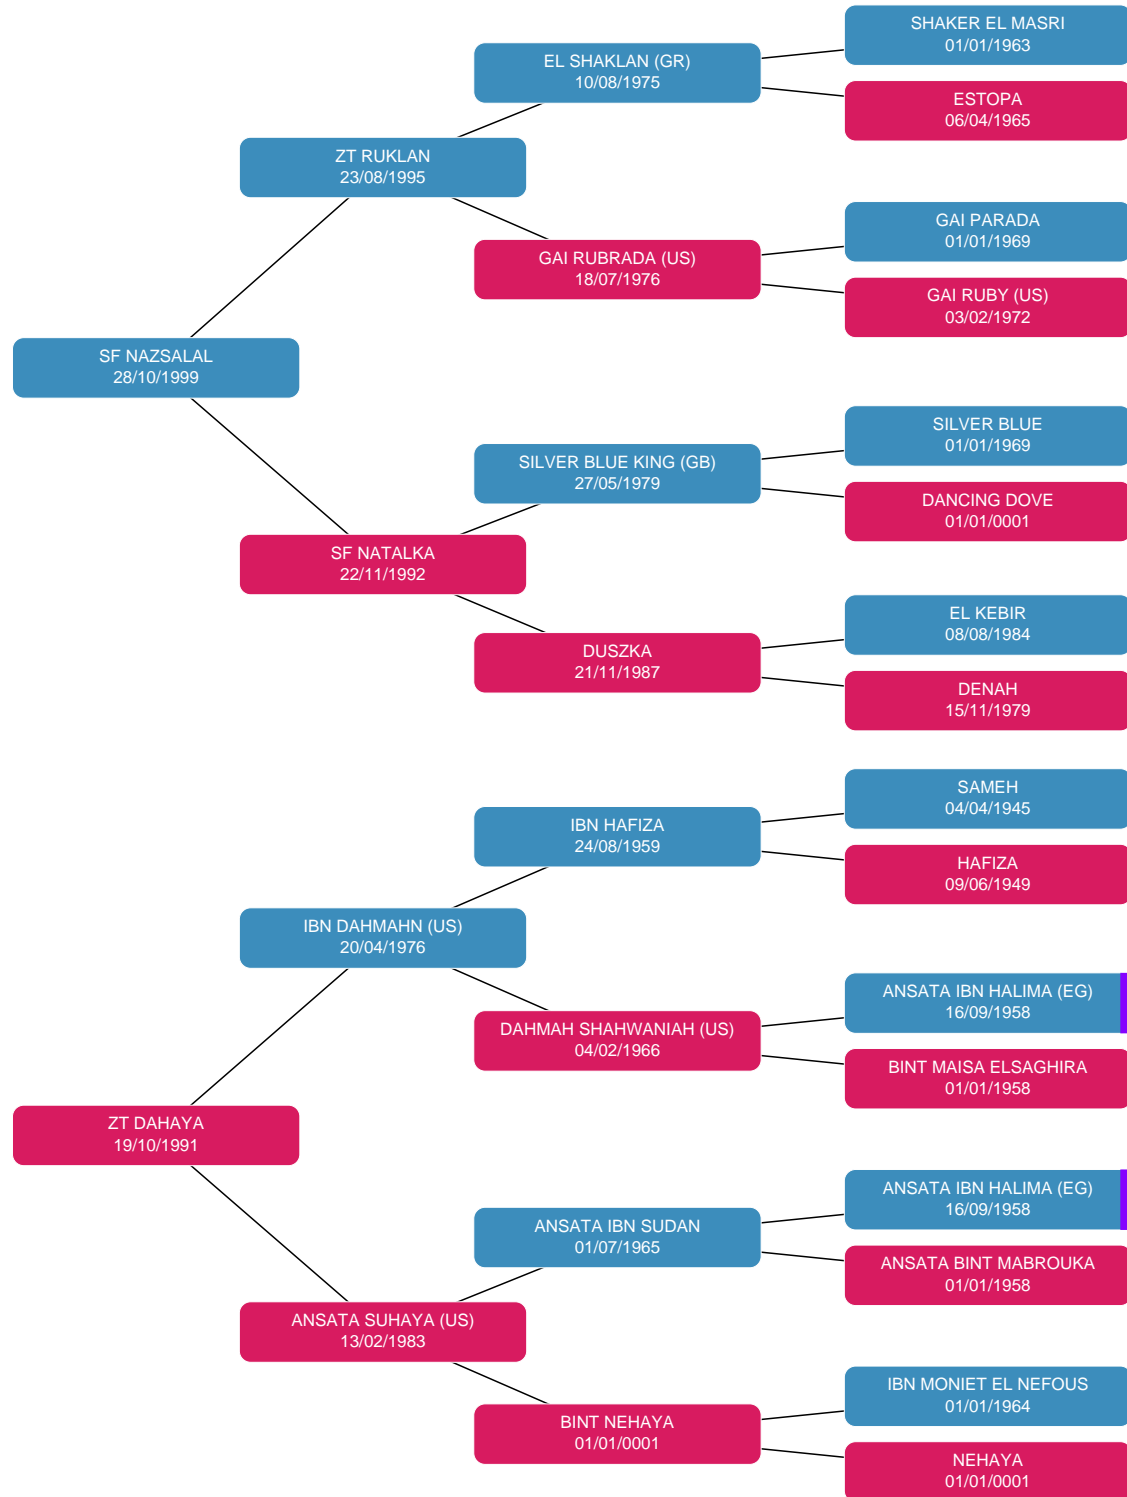 SHAKER EL MASRI
01/01/1963
EL SHAKLAN (GR)
10/08/1975
ESTOPA
06/04/1965
ZT RUKLAN
23/08/1995
GAI PARADA
01/01/1969
GAI RUBRADA (US)
18/07/1976
GAI RUBY (US)
03/02/1972
SF NAZSALAL
28/10/1999
SILVER BLUE
01/01/1969
SILVER BLUE KING (GB)
27/05/1979
DANCING DOVE
01/01/0001
SF NATALKA
22/11/1992
EL KEBIR
08/08/1984
DUSZKA
21/11/1987
DENAH
15/11/1979
SAMEH
04/04/1945
IBN HAFIZA
24/08/1959
HAFIZA
09/06/1949
IBN DAHMAHN (US)
20/04/1976
ANSATA IBN HALIMA (EG)
16/09/1958
DAHMAH SHAHWANIAH (US)
04/02/1966
BINT MAISA ELSAGHIRA
01/01/1958
ZT DAHAYA
19/10/1991
ANSATA IBN HALIMA (EG)
16/09/1958
ANSATA IBN SUDAN
01/07/1965
ANSATA BINT MABROUKA
01/01/1958
ANSATA SUHAYA (US)
13/02/1983
IBN MONIET EL NEFOUS
01/01/1964
BINT NEHAYA
01/01/0001
NEHAYA
01/01/0001